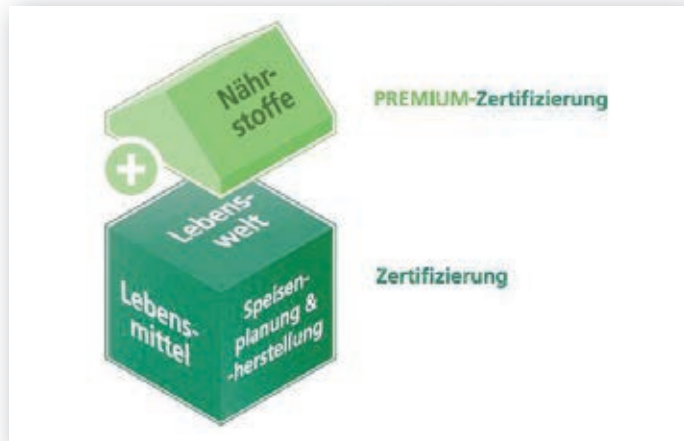 Nähr-
stoffe
PREMIUM-Zertifizierung
+
Lebens-
welt
Lebens-
mittel
Speisen-
planung &
-herstellung
Zertifizierung